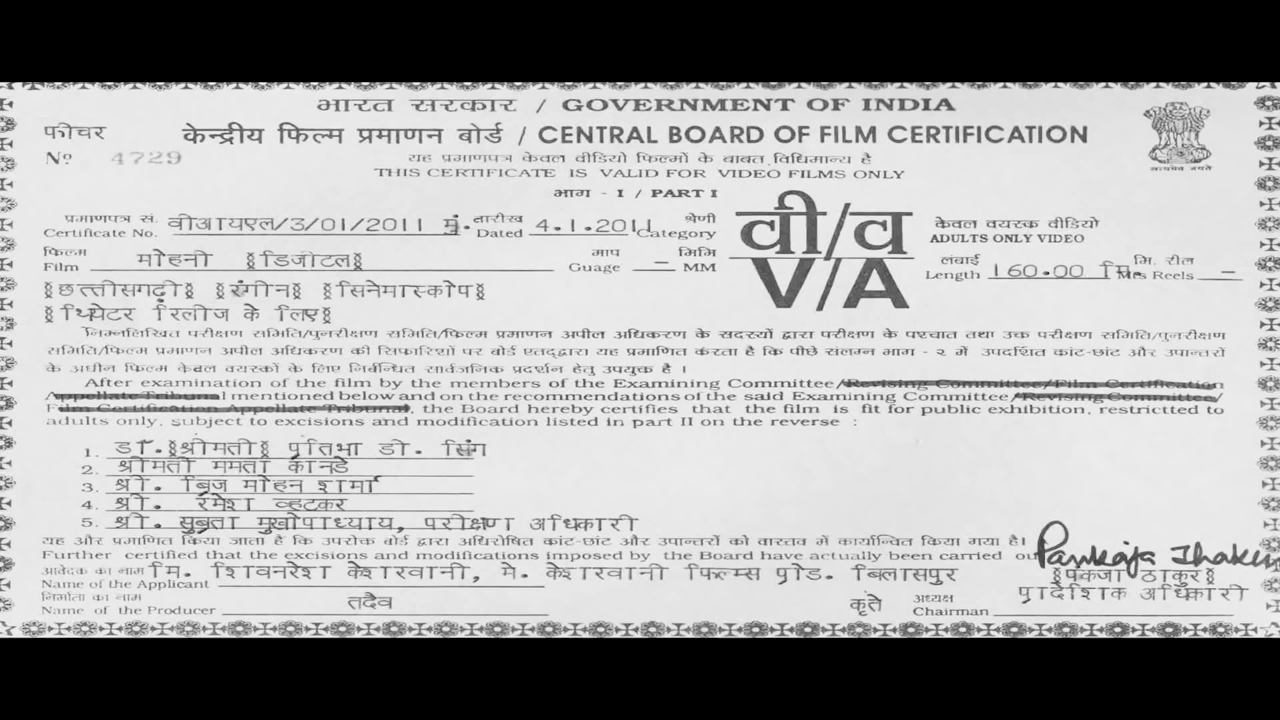 भारत सरकार / GOVERNMENT OF INDIA
फीचर
केन्द्रीय फिल्म प्रमाणन बोर्ड / CENTRAL BOARD OF FILM CERTIFICATION
Nº 4729
यह प्रमाणपत्र केवल वीडियो फिल्मों के बाबत विधिमान्य है
THIS CERTIFICATE IS VALID FOR VIDEO FILMS ONLY
भाग - I / PART I
प्रमाणपत्र सं. वीआयएल/3/01/2011 मुं. तारीख 4.1.2011 श्रेणी वी/व केवल वयस्क वीडियो
Certificate No. Dated Category V/A ADULTS ONLY VIDEO
फिल्म मोहनी (डिजीटल) माप – मिमि लंबाई 160.00 मि. मि. रील –
Film Guage MM Length Mts Reels
(छत्तीसगढ़ी) (रंगीन) (सिनेमास्कोप)
(थियेटर रिलीज के लिए)
निम्नलिखित परीक्षण समिति/पुनरीक्षण समिति/फिल्म प्रमाणन अपील अधिकरण के सदस्यों द्वारा परीक्षण के पश्चात तथा उक्त परीक्षण समिति/पुनरीक्षण
समिति/फिल्म प्रमाणन अपील अधिकरण की सिफारिशों पर बोर्ड एतद्द्वारा यह प्रमाणित करता है कि पीछे संलग्न भाग - २ में उपदर्शित कांट-छांट और उपान्तरों
के अधीन फिल्म केवल वयस्कों के लिए निर्बन्धित सार्वजनिक प्रदर्शन हेतु उपयुक्त है ।
After examination of the film by the members of the Examining Committee/Revising Committee/Film Certification
Appellate Tribunal mentioned below and on the recommendations of the said Examining Committee/Revising Committee/
Film Certification Appellate Tribunal, the Board hereby certifies that the film is fit for public exhibition, restrictted to
adults only, subject to excisions and modification listed in part II on the reverse :
1. डॉ.(श्रीमती) प्रतिभा डी. सिंग
2. श्रीमती ममता कानडे
3. श्री. ब्रिज मोहन शर्मा
4. श्री. रमेश व्हटकर
5. श्री. सुब्रता मुखोपाध्याय, परीक्षण अधिकारी
यह और प्रमाणित किया जाता है कि उपरोक्त बोर्ड द्वारा अधिरोषित कांट-छांट और उपान्तरों को वास्तव में कार्यान्वित किया गया है।
Further certified that the excisions and modifications imposed by the Board have actually been carried out
Pankaja Thakur
आवेदक का नाम मि. शिवनरेश केशरवानी, मे. केशरवानी फिल्म्स प्रोड. बिलासपुर (पंकजा ठाकुर)
Name of the Applicant प्रादेशिक अधिकारी
निर्माता का नाम तदैव कृते अध्यक्ष
Name of the Producer Chairman